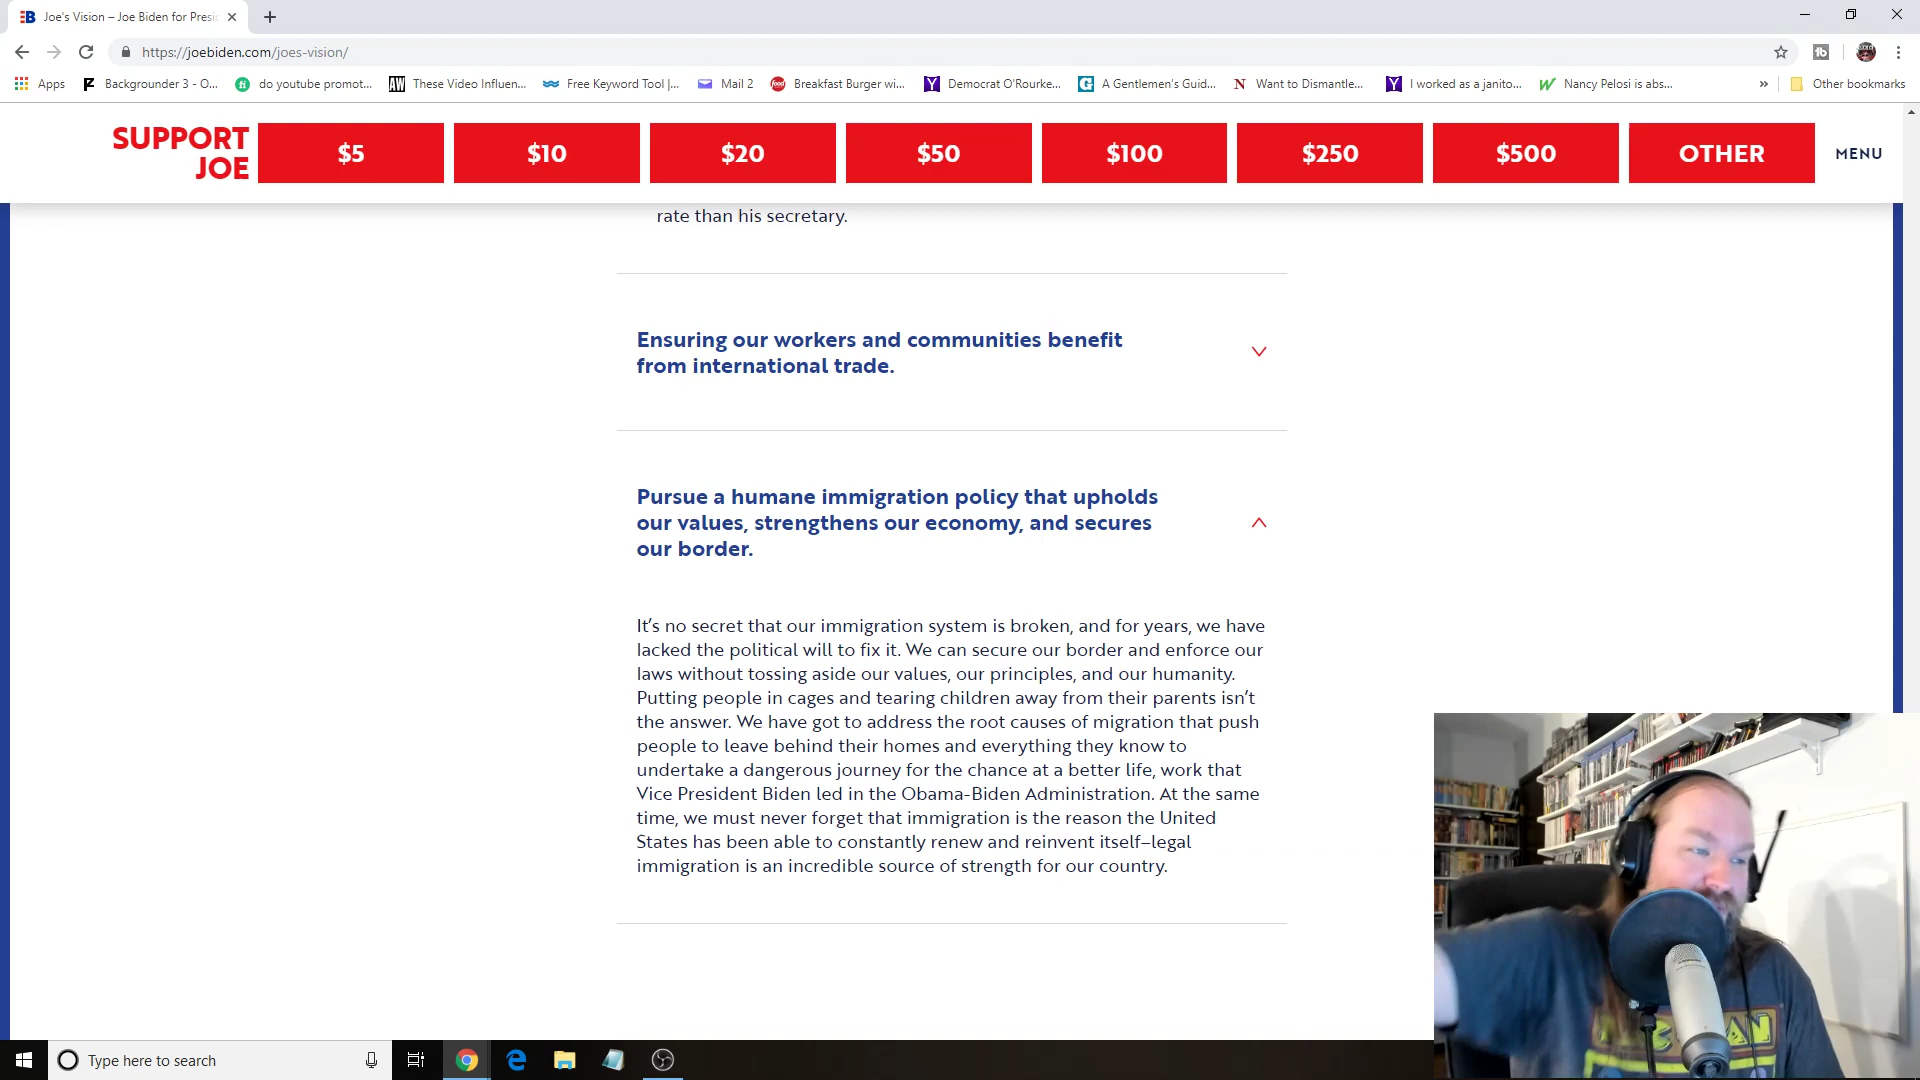 Joe's Vision – Joe Biden for Presi
https://joebiden.com/joes-vision/
Apps
Backgrounder 3 - O...
do youtube promot...
These Video Influen...
Free Keyword Tool |...
Mail 2
Breakfast Burger wi...
Democrat O'Rourke...
A Gentlemen's Guid...
Want to Dismantle...
I worked as a janito...
Nancy Pelosi is abs...
Other bookmarks
SUPPORT
JOE
$5
$10
$20
$50
$100
$250
$500
OTHER
MENU
rate than his secretary.
Ensuring our workers and communities benefit
from international trade.
Pursue a humane immigration policy that upholds
our values, strengthens our economy, and secures
our border.
It's no secret that our immigration system is broken, and for years, we have
lacked the political will to fix it. We can secure our border and enforce our
laws without tossing aside our values, our principles, and our humanity.
Putting people in cages and tearing children away from their parents isn't
the answer. We have got to address the root causes of migration that push
people to leave behind their homes and everything they know to
undertake a dangerous journey for the chance at a better life, work that
Vice President Biden led in the Obama-Biden Administration. At the same
time, we must never forget that immigration is the reason the United
States has been able to constantly renew and reinvent itself–legal
immigration is an incredible source of strength for our country.
Type here to search